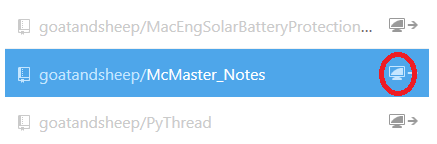 goatandsheep/MacEngSolarBatteryProtection...
goatandsheep/McMaster_Notes
goatandsheep/PyThread